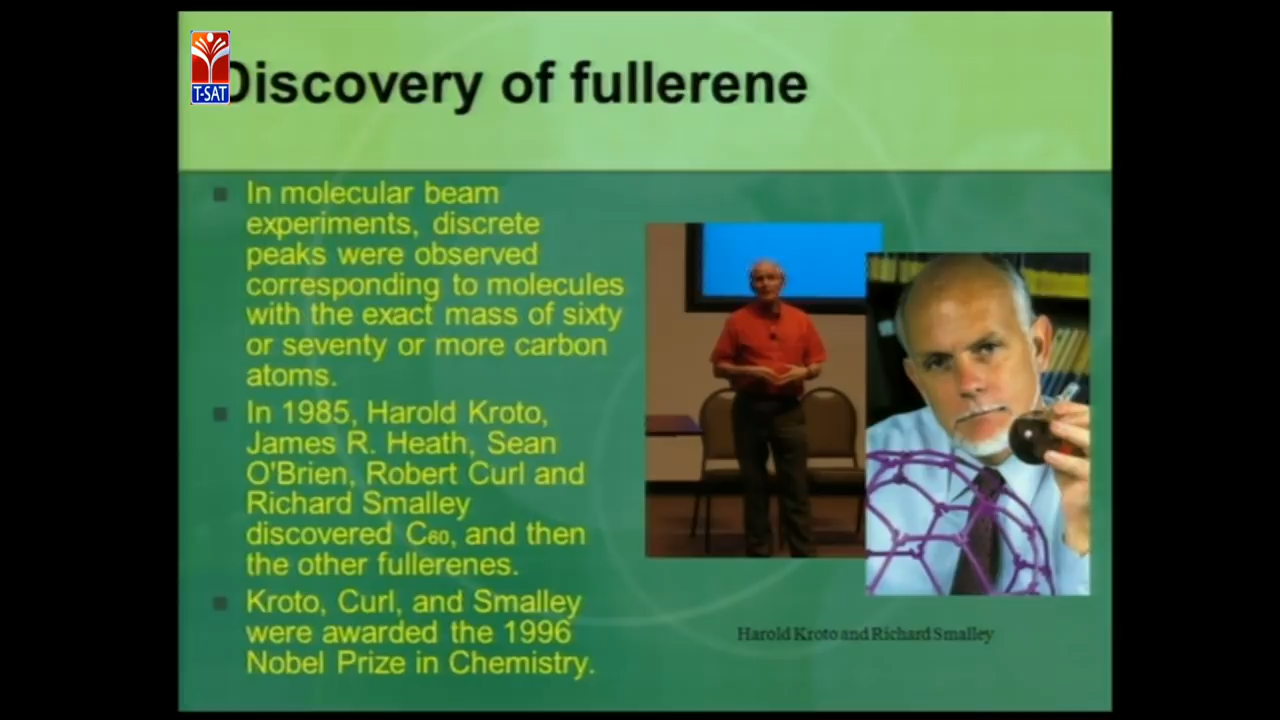 T-SAT
Discovery of fullerene
In molecular beam
experiments, discrete
peaks were observed
corresponding to molecules
with the exact mass of sixty
or seventy or more carbon
atoms.
In 1985, Harold Kroto,
James R. Heath, Sean
O'Brien, Robert Curl and
Richard Smalley
discovered C₆₀, and then
the other fullerenes.
Kroto, Curl, and Smalley
were awarded the 1996
Nobel Prize in Chemistry.
Harold Kroto and Richard Smalley